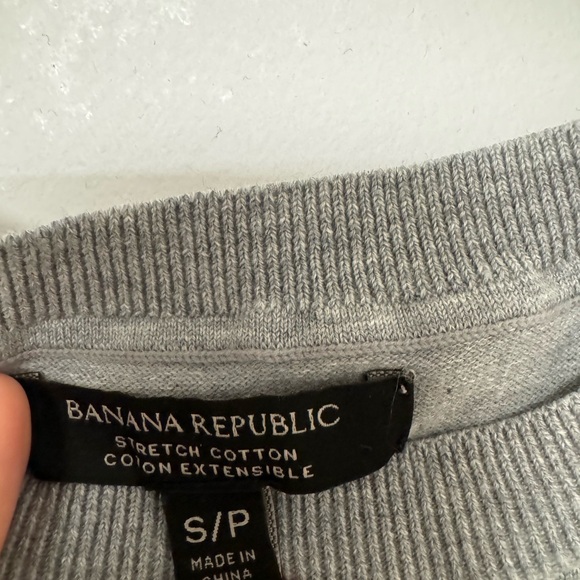 BANANA REPUBLIC
STRETCH COTTON
COTON EXTENSIBLE
S/P
MADE IN
CHINA